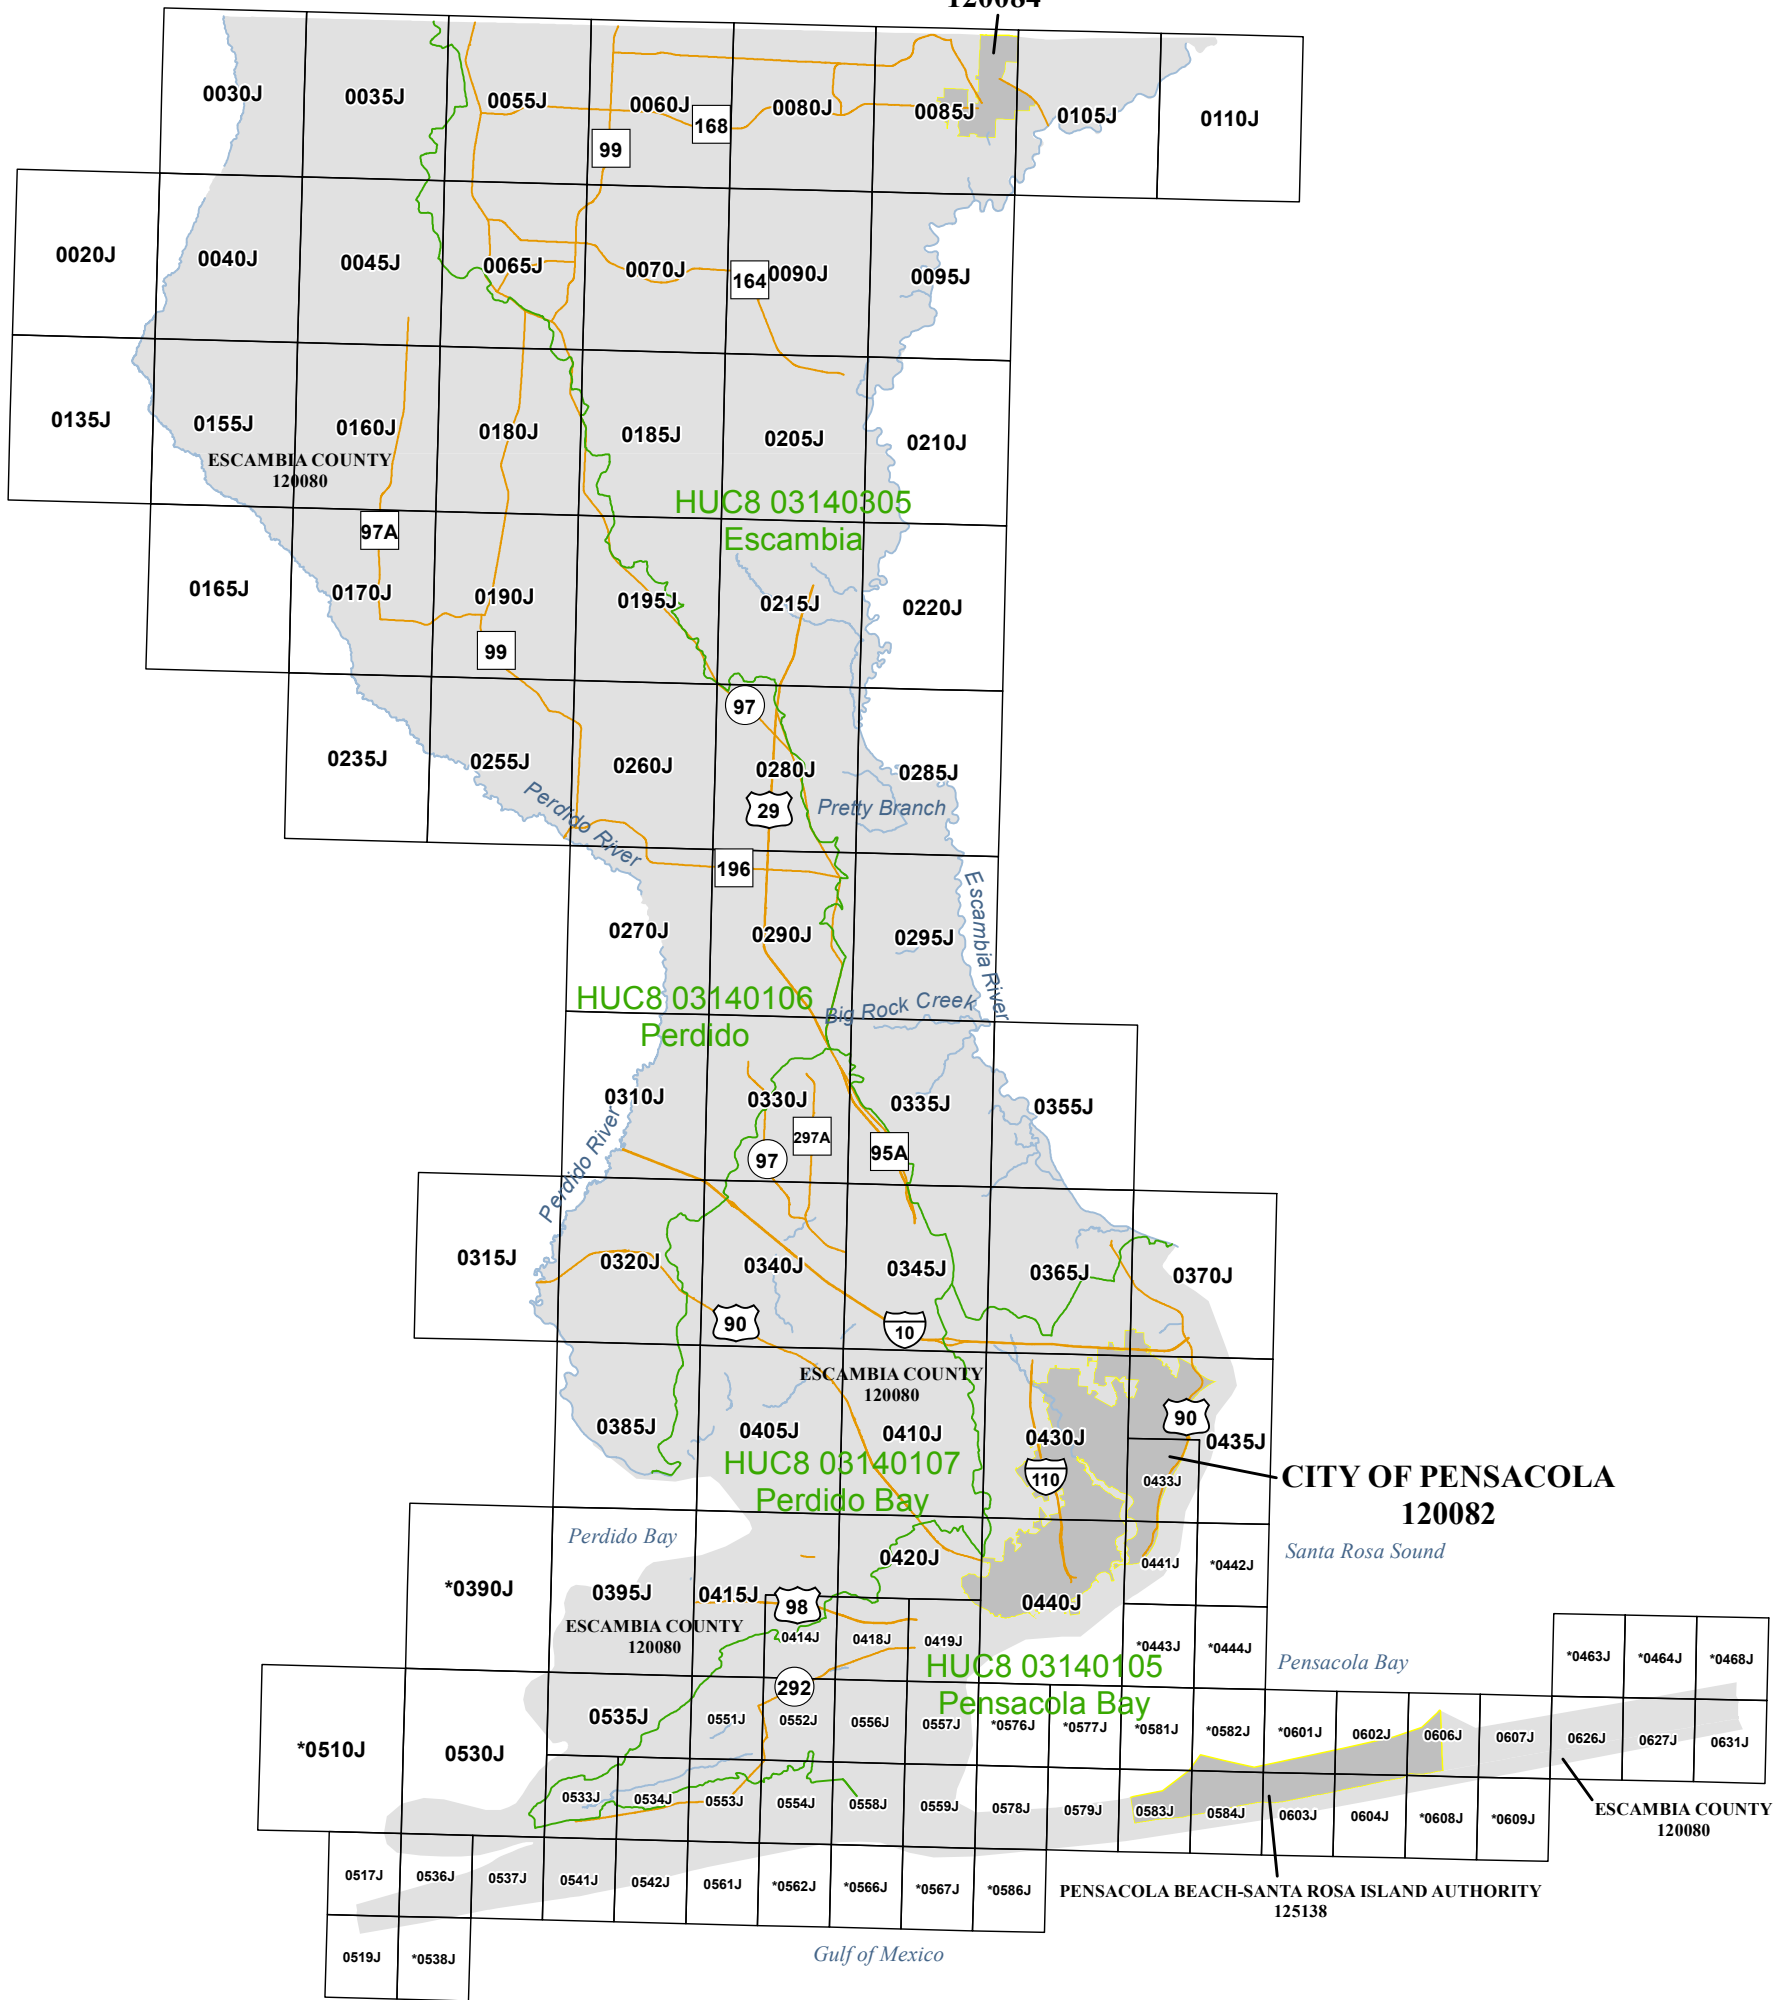 120084
0030J
0035J
0055J
0060J
168
0080J
0085J
0105J
0110J
99
0020J
0040J
0045J
0065J
0070J
164
0090J
0095J
0135J
0155J
0160J
0180J
0185J
0205J
0210J
ESCAMBIA COUNTY
120080
HUC8 03140305
Escambia
97A
0165J
0170J
0190J
0195J
0215J
0220J
99
97
0235J
0255J
0260J
0280J
0285J
Perdido River
29
Pretty Branch
196
Escambia River
0270J
0290J
0295J
HUC8 03140106
Perdido
Big Rock Creek
0310J
0330J
0335J
0355J
297A
95A
97
Perdido River
0315J
0320J
0340J
0345J
0365J
0370J
90
10
ESCAMBIA COUNTY
120080
0385J
0405J
0410J
0430J
90
0435J
HUC8 03140107
Perdido Bay
110
0433J
CITY OF PENSACOLA
120082
Perdido Bay
Santa Rosa Sound
*0390J
0395J
0415J
0420J
0440J
0441J
*0442J
98
ESCAMBIA COUNTY
120080
0414J
0418J
0419J
*0443J
*0444J
HUC8 03140105
Pensacola Bay
Pensacola Bay
*0463J
*0464J
*0468J
292
*0510J
0530J
0535J
0551J
0552J
0556J
0557J
*0576J
*0577J
*0581J
*0582J
*0601J
0602J
0606J
0607J
0626J
0627J
0631J
0533J
0534J
0553J
0554J
0558J
0559J
0578J
0579J
0583J
0584J
0603J
0604J
*0608J
*0609J
ESCAMBIA COUNTY
120080
0517J
0536J
0537J
0541J
0542J
0561J
*0562J
*0566J
*0567J
*0586J
PENSACOLA BEACH-SANTA ROSA ISLAND AUTHORITY
125138
0519J
*0538J
Gulf of Mexico